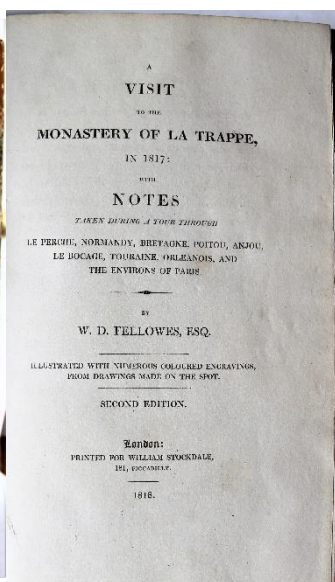 A
VISIT
TO THE
MONASTERY OF LA TRAPPE,
IN 1817:
WITH
NOTES
TAKEN DURING A TOUR THROUGH
LE PERCHE, NORMANDY, BRETAGNE, POITOU, ANJOU,
LE BOCAGE, TOURAINE, ORLEANOIS, AND
THE ENVIRONS OF PARIS
BY
W. D. FELLOWES, ESQ.
ILLUSTRATED WITH NUMEROUS COLOURED ENGRAVINGS,
FROM DRAWINGS MADE ON THE SPOT.
SECOND EDITION.
London:
PRINTED FOR WILLIAM STOCKDALE,
181, PICCADILLY.
1818.